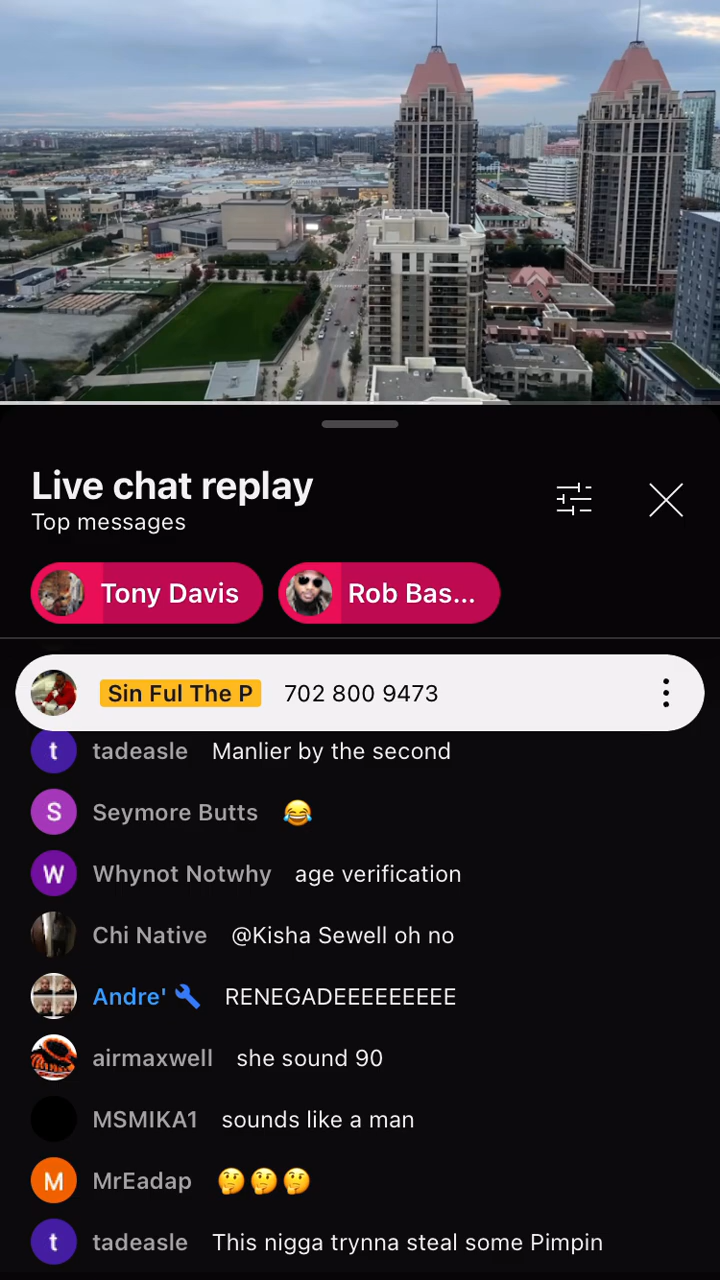 Live chat replay
Top messages
Tony Davis Rob Bas...
Sin Ful The P 702 800 9473
t tadeasle Manlier by the second
S Seymore Butts 😂
W Whynot Notwhy age verification
Chi Native @Kisha Sewell oh no
Andre' 🔧 RENEGADEEEEEEEEE
airmaxwell she sound 90
MSMIKA1 sounds like a man
M MrEadap 🤔🤔🤔
t tadeasle This nigga trynna steal some Pimpin